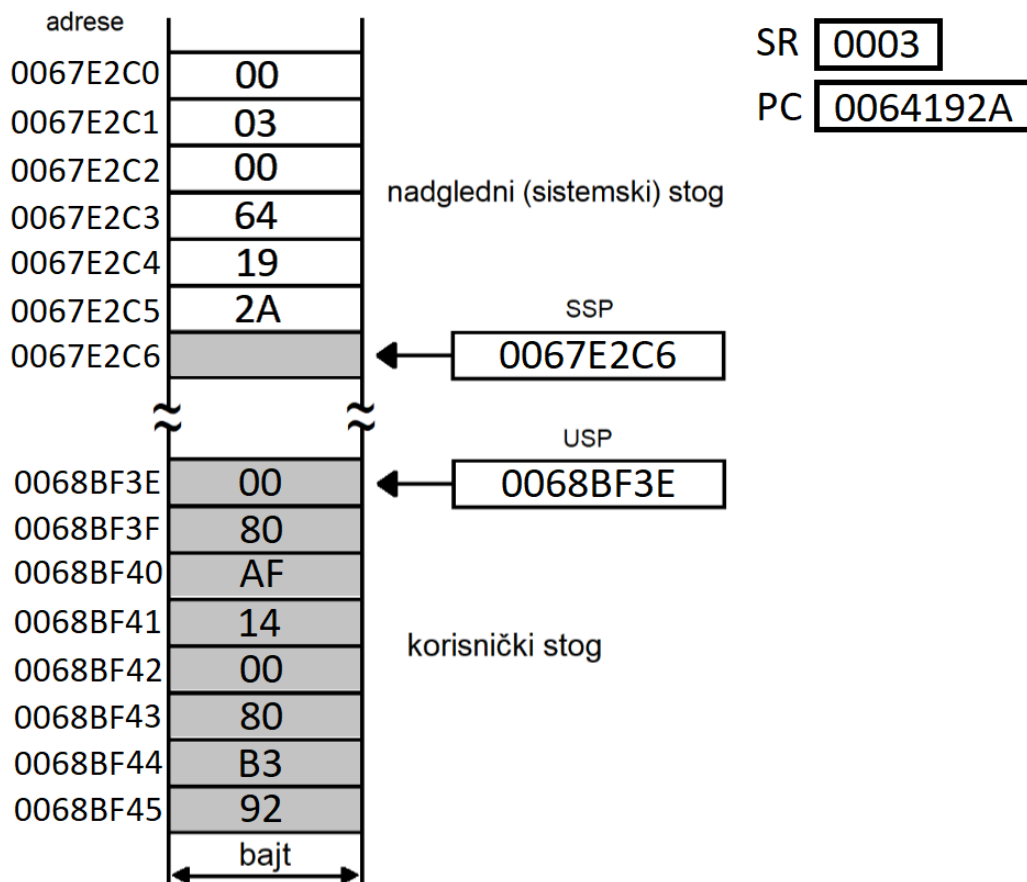 adrese
SR 0003
PC 0064192A
0067E2C0 00
0067E2C1 03
0067E2C2 00
0067E2C3 64
0067E2C4 19
0067E2C5 2A
0067E2C6
nadgledni (sistemski) stog
SSP
0067E2C6
USP
0068BF3E
0068BF3E 00
0068BF3F 80
0068BF40 AF
0068BF41 14
0068BF42 00
0068BF43 80
0068BF44 B3
0068BF45 92
korisnički stog
bajt